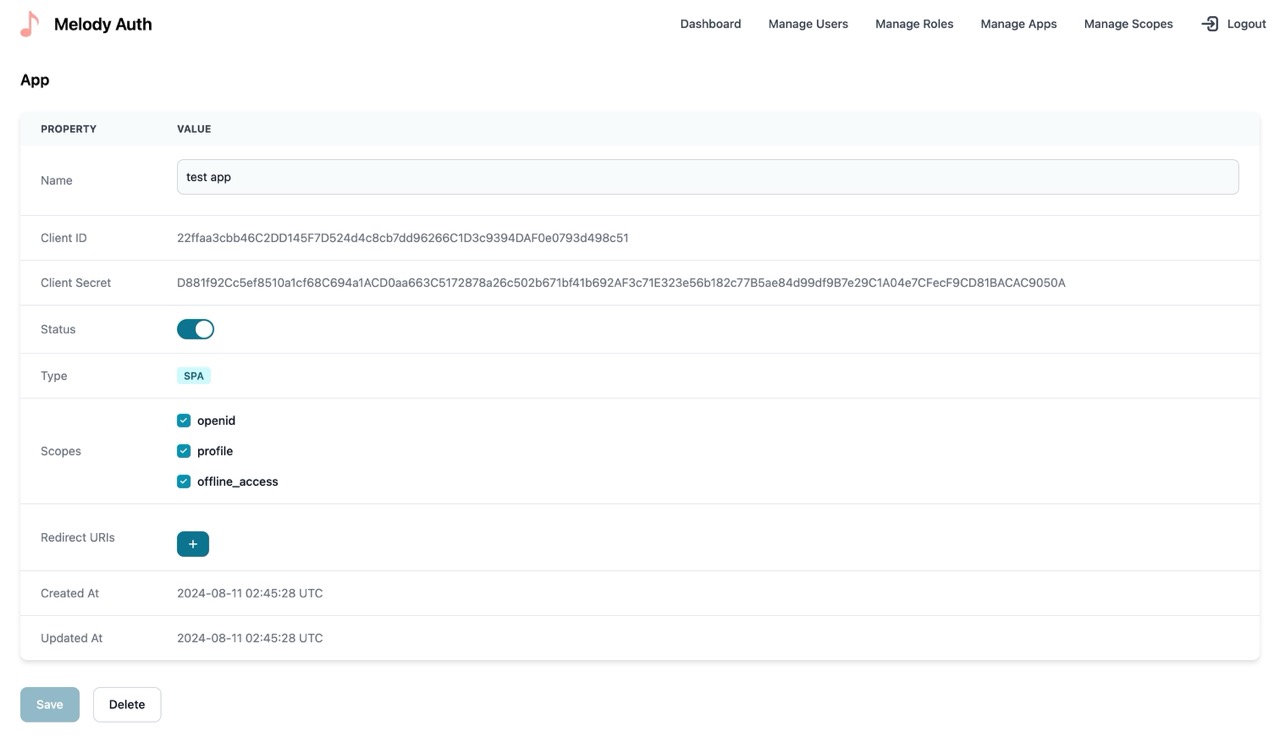 Melody Auth
Dashboard Manage Users Manage Roles Manage Apps Manage Scopes Logout
App
PROPERTY VALUE
Name test app
Client ID 22ffaa3cbb46C2DD145F7D524d4c8cb7dd96266C1D3c9394DAF0e0793d498c51
Client Secret D881f92Cc5ef8510a1cf68C694a1ACD0aa663C5172878a26c502b671bf41b692AF3c71E323e56b182c77B5ae84d99df9B7e29C1A04e7CFecF9CD81BACAC9050A
Status
Type SPA
openid
Scopes profile
offline_access
Redirect URIs +
Created At 2024-08-11 02:45:28 UTC
Updated At 2024-08-11 02:45:28 UTC
Save Delete